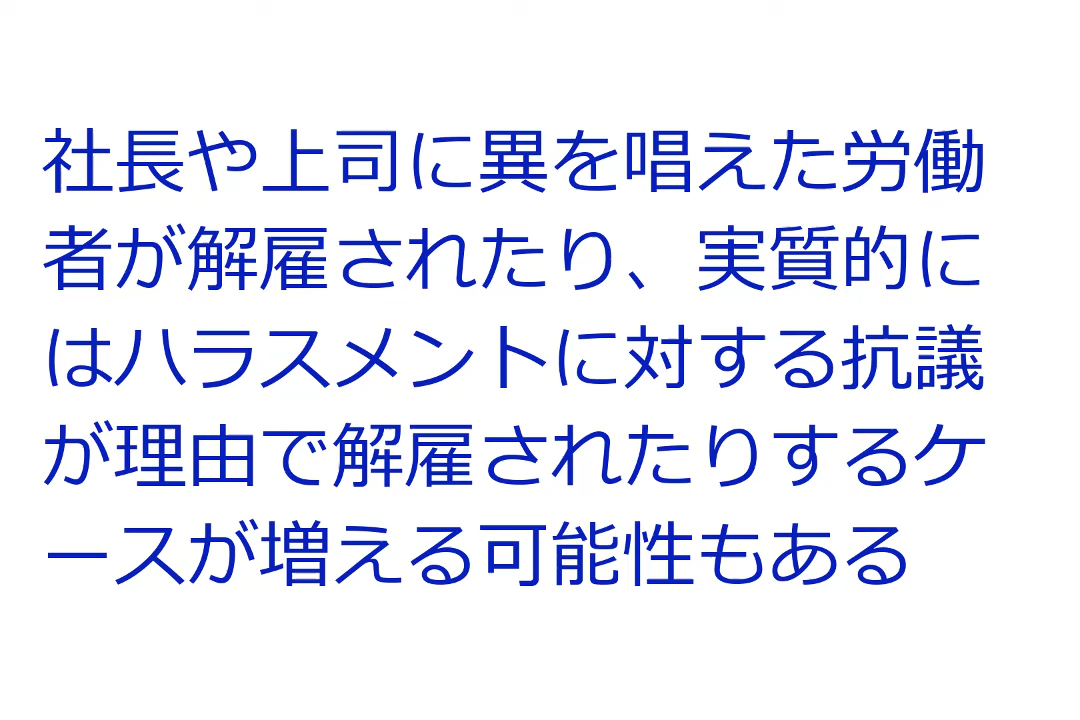 社長や上司に異を唱えた労働
者が解雇されたり、実質的に
はハラスメントに対する抗議
が理由で解雇されたりするケ
ースが増える可能性もある